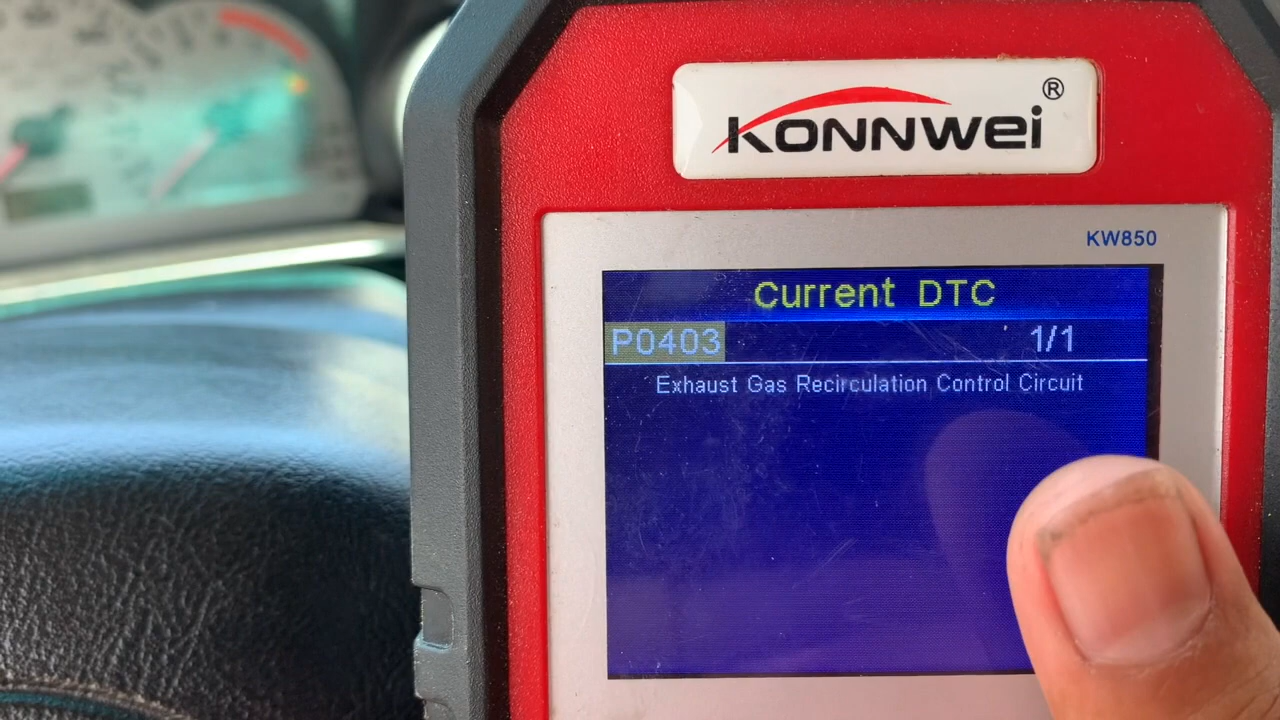 KONNWEI ®
KW850
Current DTC
P0403 1/1
Exhaust Gas Recirculation Control Circuit